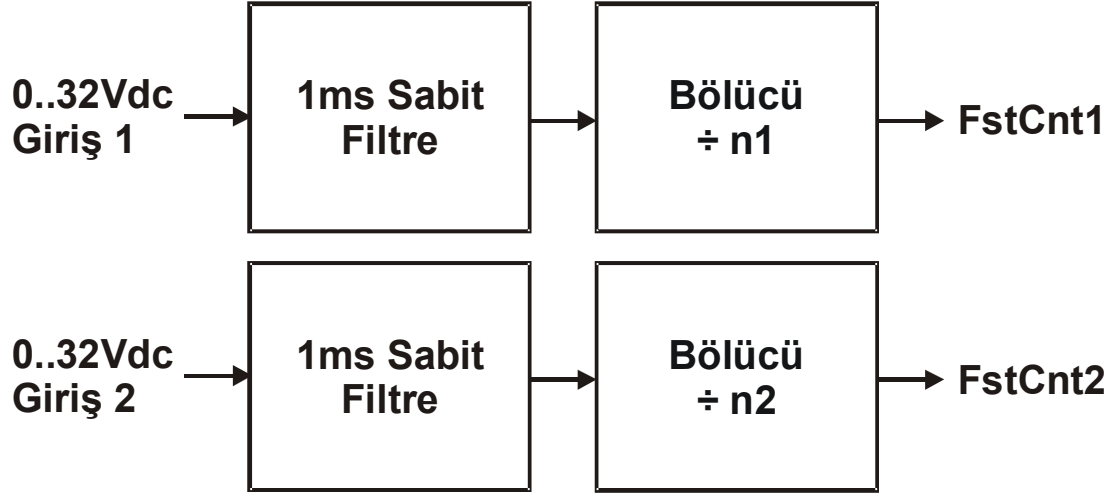 0..32Vdc
Giriş 1
1ms Sabit
Filtre
Bölücü
÷ n1
FstCnt1
0..32Vdc
Giriş 2
1ms Sabit
Filtre
Bölücü
÷ n2
FstCnt2